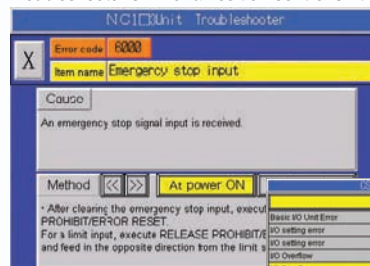 NC1 Unit Troubleshooter
X
Error code 6000
Item name Emergency stop input
Cause
An emergency stop signal input is received.
Method << >> At power ON
・After clearing the emergency stop input, execut
PROHIBIT/ERROR RESET.
For a limit input, execute RELEASE PROHIBIT/E
and feed in the opposite direction from the limit s
Basic I/O Unit Error
I/O setting error
I/O setting error
I/O Overflow